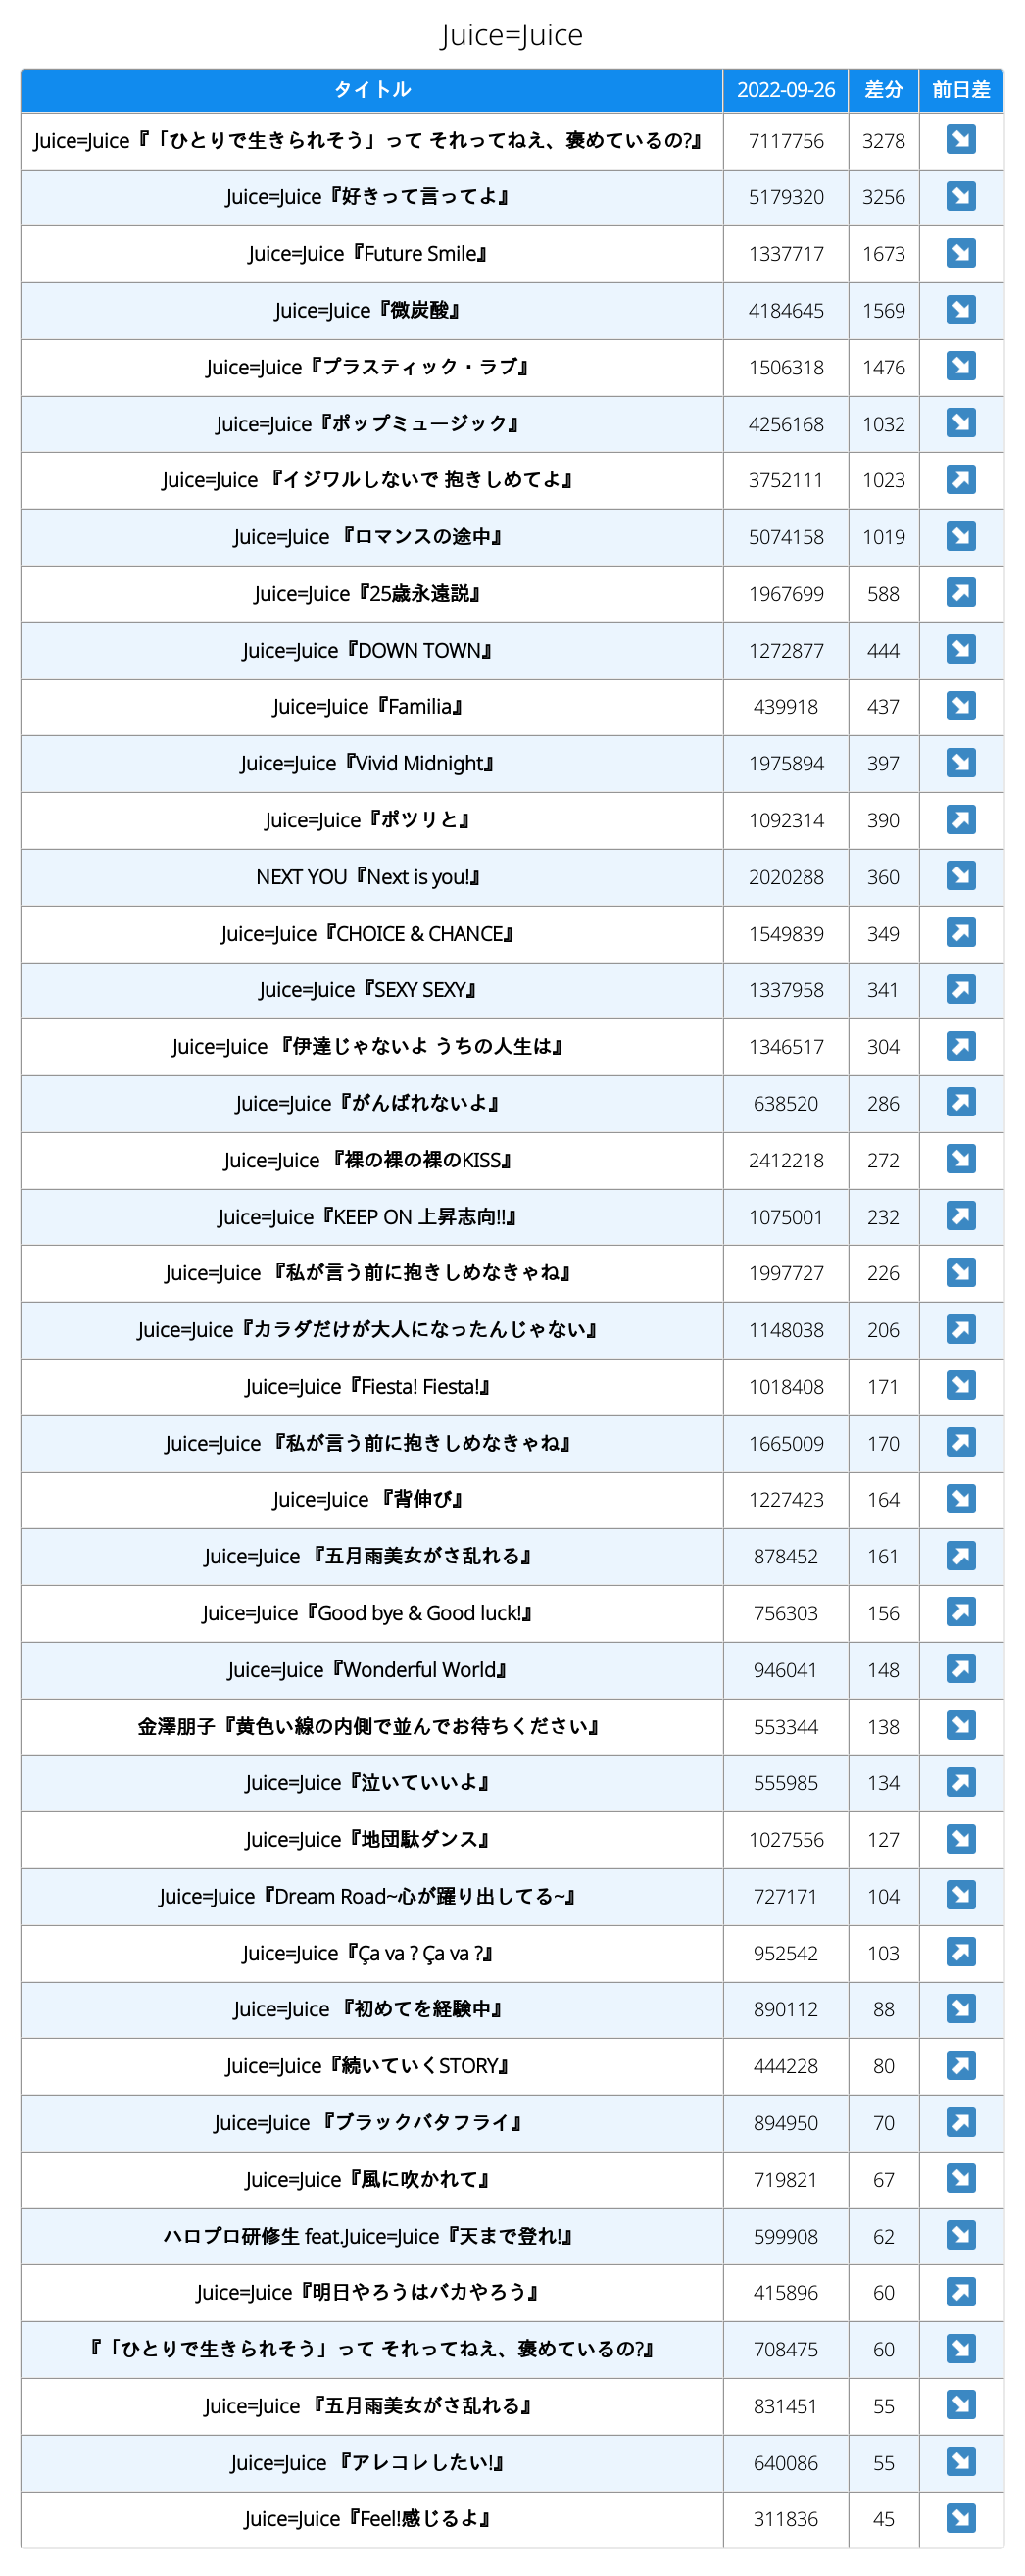 Juice=Juice
タイトル 2022-09-26 差分 前日差
Juice=Juice『「ひとりで生きられそう」って それってねえ、褒めているの?』 7117756 3278 ↘
Juice=Juice『好きって言ってよ』 5179320 3256 ↘
Juice=Juice『Future Smile』 1337717 1673 ↘
Juice=Juice『微炭酸』 4184645 1569 ↘
Juice=Juice『プラスティック・ラブ』 1506318 1476 ↘
Juice=Juice『ポップミュージック』 4256168 1032 ↘
Juice=Juice 『イジワルしないで 抱きしめてよ』 3752111 1023 ↗
Juice=Juice 『ロマンスの途中』 5074158 1019 ↘
Juice=Juice『25歳永遠説』 1967699 588 ↗
Juice=Juice『DOWN TOWN』 1272877 444 ↘
Juice=Juice『Familia』 439918 437 ↘
Juice=Juice『Vivid Midnight』 1975894 397 ↘
Juice=Juice『ポツリと』 1092314 390 ↗
NEXT YOU『Next is you!』 2020288 360 ↘
Juice=Juice『CHOICE & CHANCE』 1549839 349 ↗
Juice=Juice『SEXY SEXY』 1337958 341 ↗
Juice=Juice 『伊達じゃないよ うちの人生は』 1346517 304 ↗
Juice=Juice『がんばれないよ』 638520 286 ↗
Juice=Juice 『裸の裸の裸のKISS』 2412218 272 ↘
Juice=Juice『KEEP ON 上昇志向!!』 1075001 232 ↗
Juice=Juice 『私が言う前に抱きしめなきゃね』 1997727 226 ↘
Juice=Juice『カラダだけが大人になったんじゃない』 1148038 206 ↗
Juice=Juice『Fiesta! Fiesta!』 1018408 171 ↘
Juice=Juice 『私が言う前に抱きしめなきゃね』 1665009 170 ↗
Juice=Juice 『背伸び』 1227423 164 ↘
Juice=Juice 『五月雨美女がさ乱れる』 878452 161 ↗
Juice=Juice『Good bye & Good luck!』 756303 156 ↗
Juice=Juice『Wonderful World』 946041 148 ↗
金澤朋子『黄色い線の内側で並んでお待ちください』 553344 138 ↘
Juice=Juice『泣いていいよ』 555985 134 ↗
Juice=Juice『地団駄ダンス』 1027556 127 ↘
Juice=Juice『Dream Road~心が躍り出してる~』 727171 104 ↘
Juice=Juice『Ça va ? Ça va ?』 952542 103 ↗
Juice=Juice 『初めてを経験中』 890112 88 ↘
Juice=Juice『続いていくSTORY』 444228 80 ↗
Juice=Juice 『ブラックバタフライ』 894950 70 ↗
Juice=Juice『風に吹かれて』 719821 67 ↘
ハロプロ研修生 feat.Juice=Juice『天まで登れ!』 599908 62 ↘
Juice=Juice『明日やろうはバカやろう』 415896 60 ↗
『「ひとりで生きられそう」って それってねえ、褒めているの?』 708475 60 ↘
Juice=Juice 『五月雨美女がさ乱れる』 831451 55 ↘
Juice=Juice 『アレコレしたい!』 640086 55 ↘
Juice=Juice『Feel!感じるよ』 311836 45 ↘